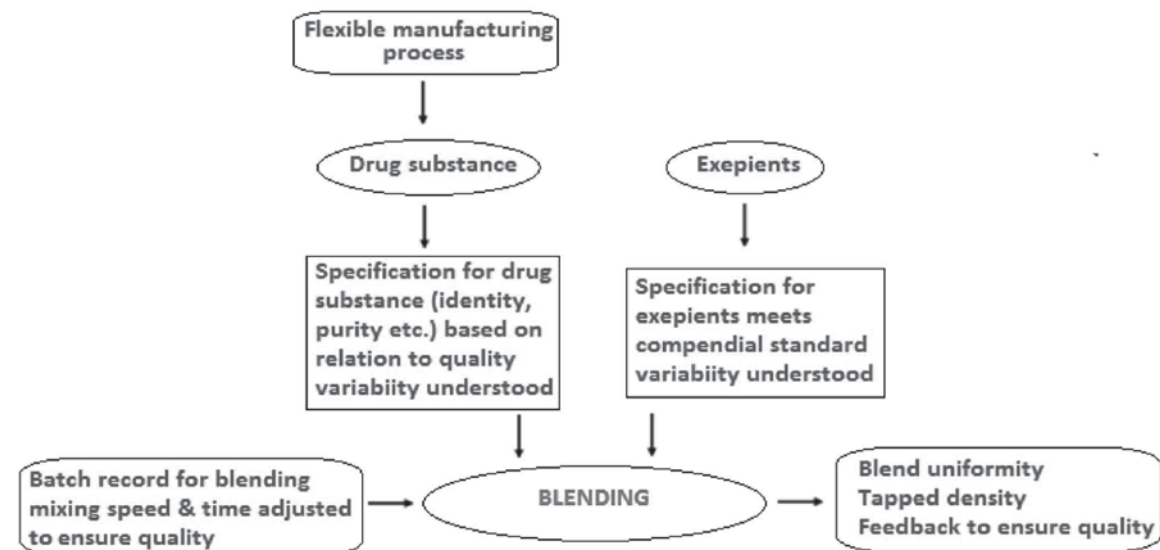 Flexible manufacturing
process
Drug substance
Exepients
Specification for drug
substance (identity,
purity etc.) based on
relation to quality
variabiity understood
Specification for
exepients meets
compendial standard
variabiity understood
Batch record for blending
mixing speed & time adjusted
to ensure quality
BLENDING
Blend uniformity
Tapped density
Feedback to ensure quality